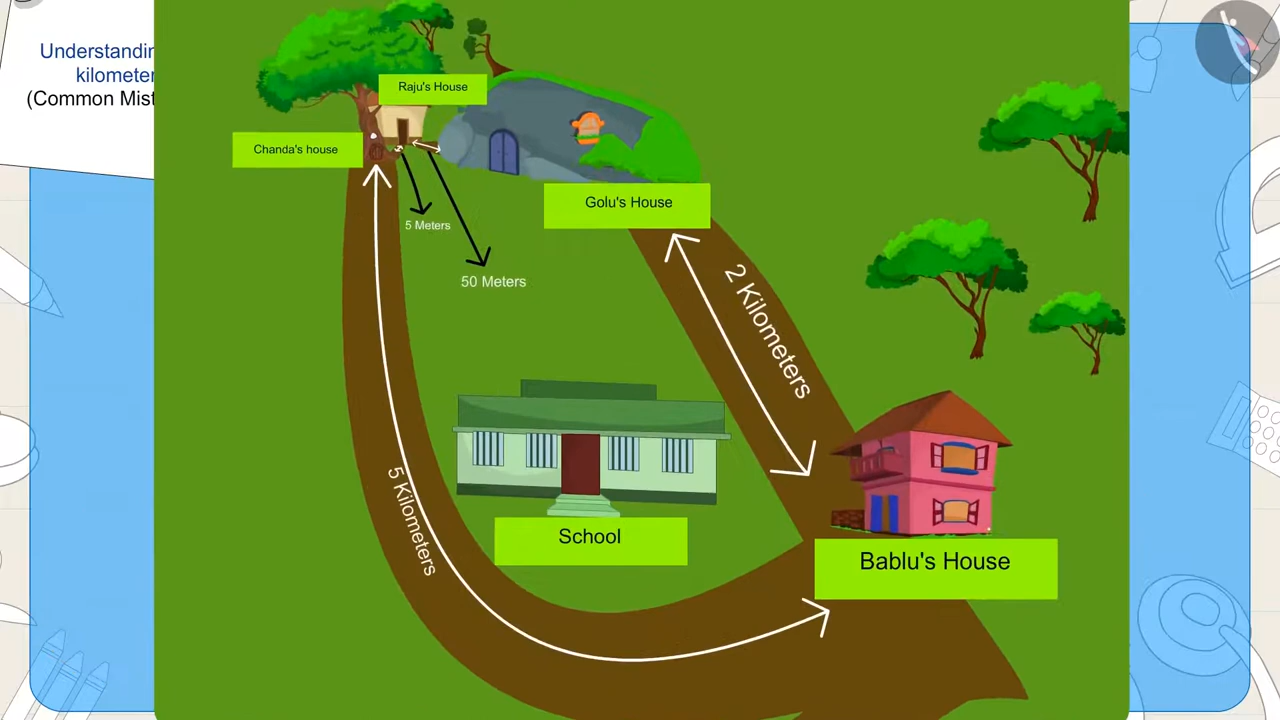 Understandin
kilometer
(Common Mist
Raju's House
Chanda's house
Golu's House
5 Meters
50 Meters
2 Kilometers
5 Kilometers
School
Bablu's House